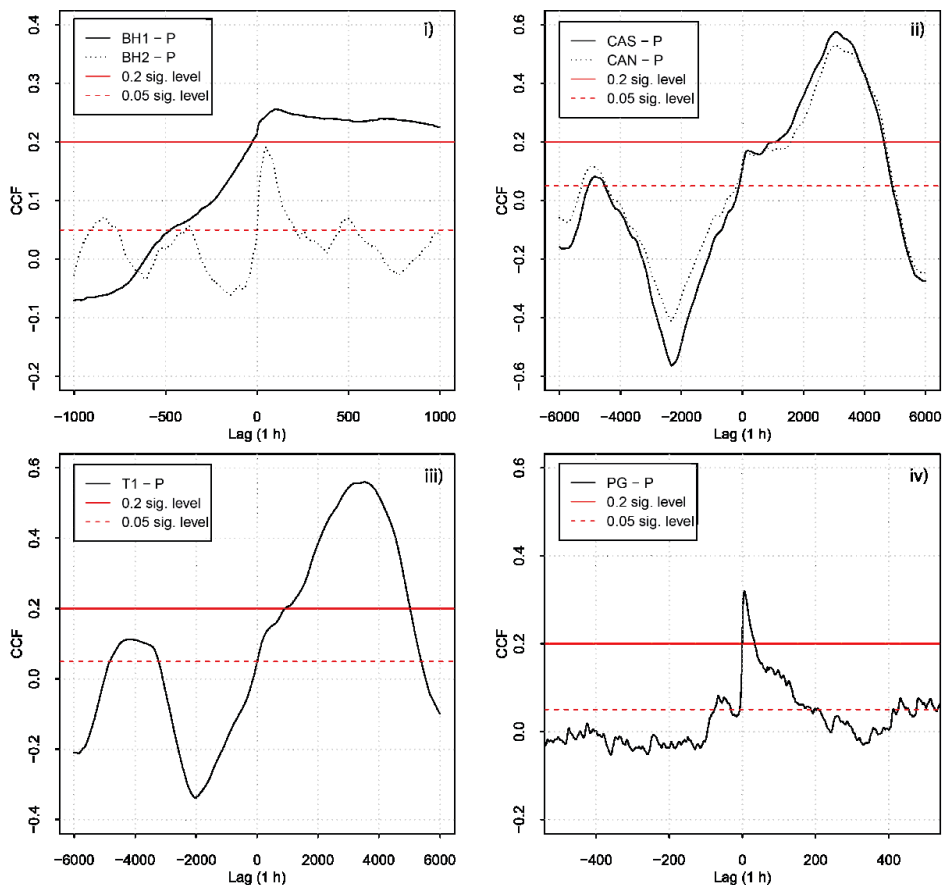 i)
BH1 − P
BH2 − P
0.2 sig. level
0.05 sig. level
CCF
0.4
0.3
0.2
0.1
0.0
−0.1
−0.2
−1000 −500 0 500 1000
Lag (1 h)
ii)
CAS − P
CAN − P
0.2 sig. level
0.05 sig. level
CCF
0.6
0.4
0.2
0.0
−0.2
−0.4
−0.6
−6000 −4000 −2000 0 2000 4000 6000
Lag (1 h)
iii)
T1 − P
0.2 sig. level
0.05 sig. level
CCF
0.6
0.4
0.2
0.0
−0.2
−0.4
−6000 −4000 −2000 0 2000 4000 6000
Lag (1 h)
iv)
PG − P
0.2 sig. level
0.05 sig. level
CCF
0.6
0.4
0.2
0.0
−0.2
−400 −200 0 200 400
Lag (1 h)